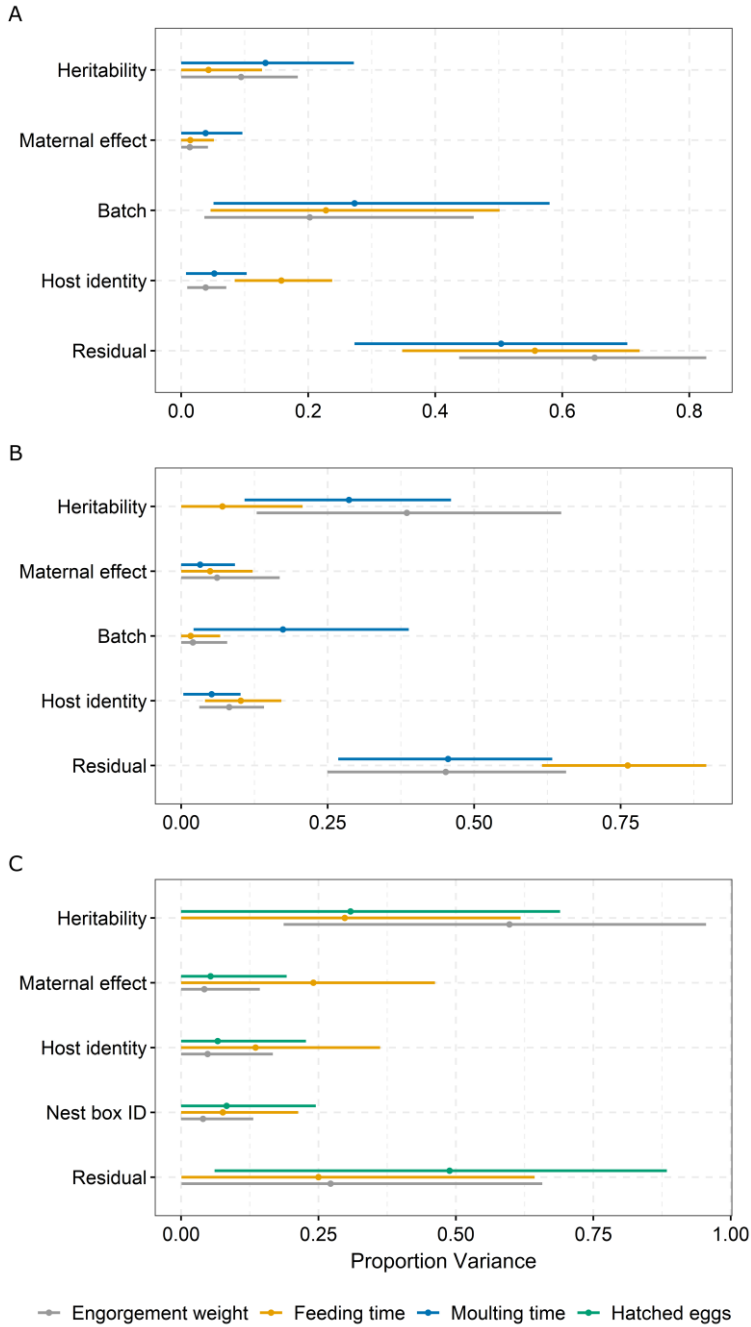 A
Heritability
Maternal effect
Batch
Host identity
Residual
0.0 0.2 0.4 0.6 0.8
B
Heritability
Maternal effect
Batch
Host identity
Residual
0.00 0.25 0.50 0.75
C
Heritability
Maternal effect
Host identity
Nest box ID
Residual
0.00 0.25 0.50 0.75 1.00
Proportion Variance
Engorgement weight Feeding time Moulting time Hatched eggs